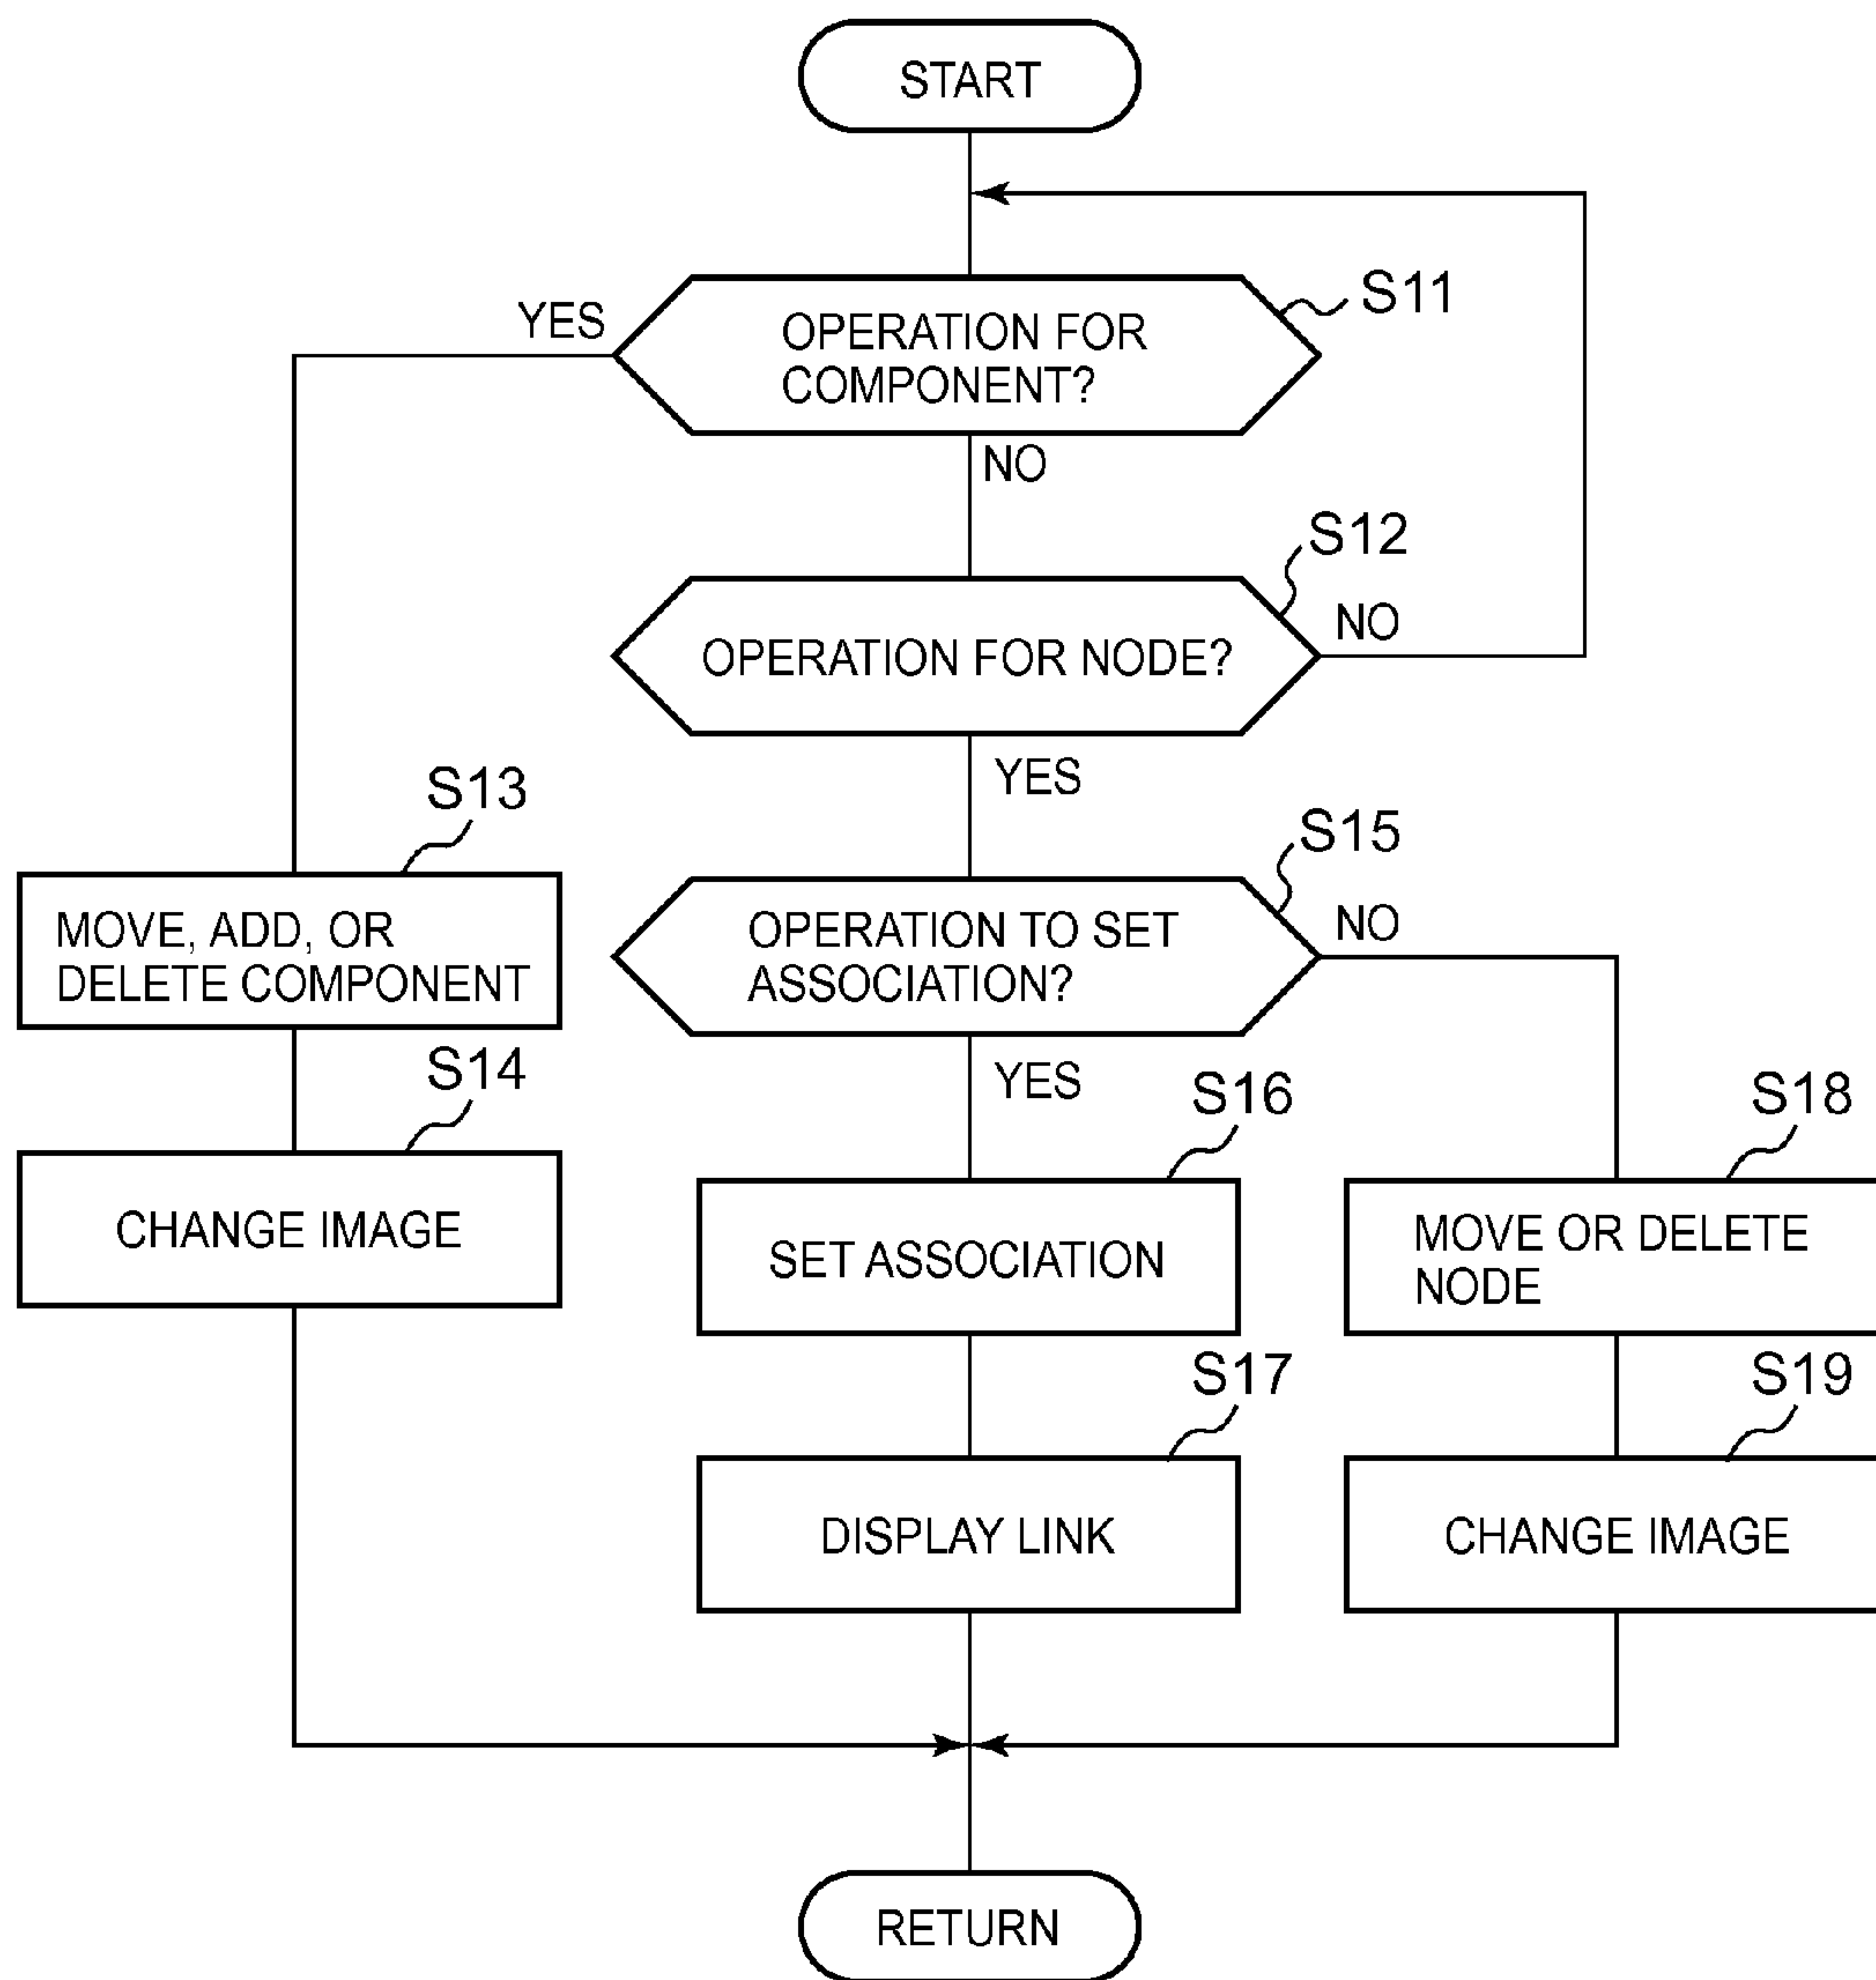 START
S11
YES
OPERATION FOR
COMPONENT?
NO
S12
NO
OPERATION FOR NODE?
YES
S13
S15
MOVE, ADD, OR
DELETE COMPONENT
OPERATION TO SET
ASSOCIATION?
NO
S14
YES
S16
S18
CHANGE IMAGE
SET ASSOCIATION
MOVE OR DELETE
NODE
S17
S19
DISPLAY LINK
CHANGE IMAGE
RETURN